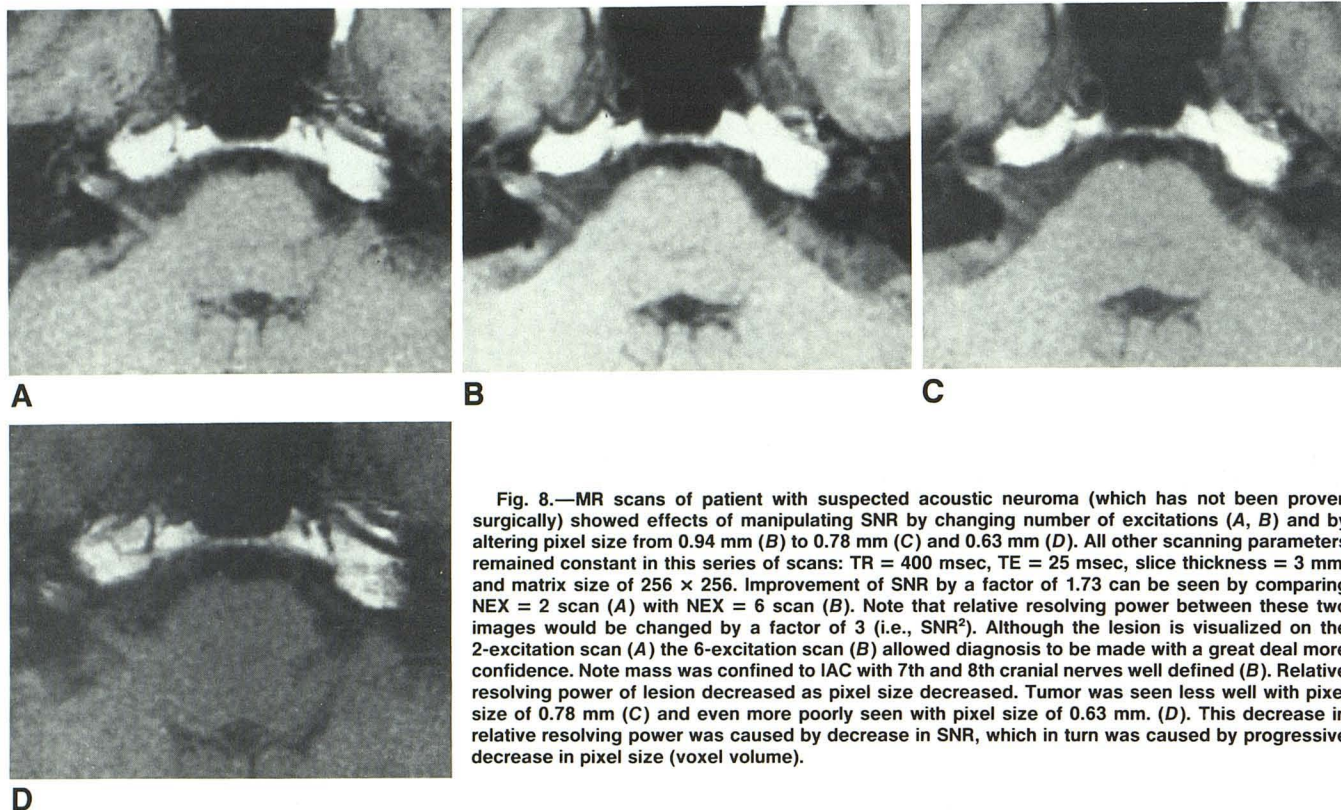 A
B
C
D
Fig. 8.—MR scans of patient with suspected acoustic neuroma (which has not been proven
surgically) showed effects of manipulating SNR by changing number of excitations (A, B) and by
altering pixel size from 0.94 mm (B) to 0.78 mm (C) and 0.63 mm (D). All other scanning parameters
remained constant in this series of scans: TR = 400 msec, TE = 25 msec, slice thickness = 3 mm,
and matrix size of 256 × 256. Improvement of SNR by a factor of 1.73 can be seen by comparing
NEX = 2 scan (A) with NEX = 6 scan (B). Note that relative resolving power between these two
images would be changed by a factor of 3 (i.e., SNR²). Although the lesion is visualized on the
2-excitation scan (A) the 6-excitation scan (B) allowed diagnosis to be made with a great deal more
confidence. Note mass was confined to IAC with 7th and 8th cranial nerves well defined (B). Relative
resolving power of lesion decreased as pixel size decreased. Tumor was seen less well with pixel
size of 0.78 mm (C) and even more poorly seen with pixel size of 0.63 mm. (D). This decrease in
relative resolving power was caused by decrease in SNR, which in turn was caused by progressive
decrease in pixel size (voxel volume).